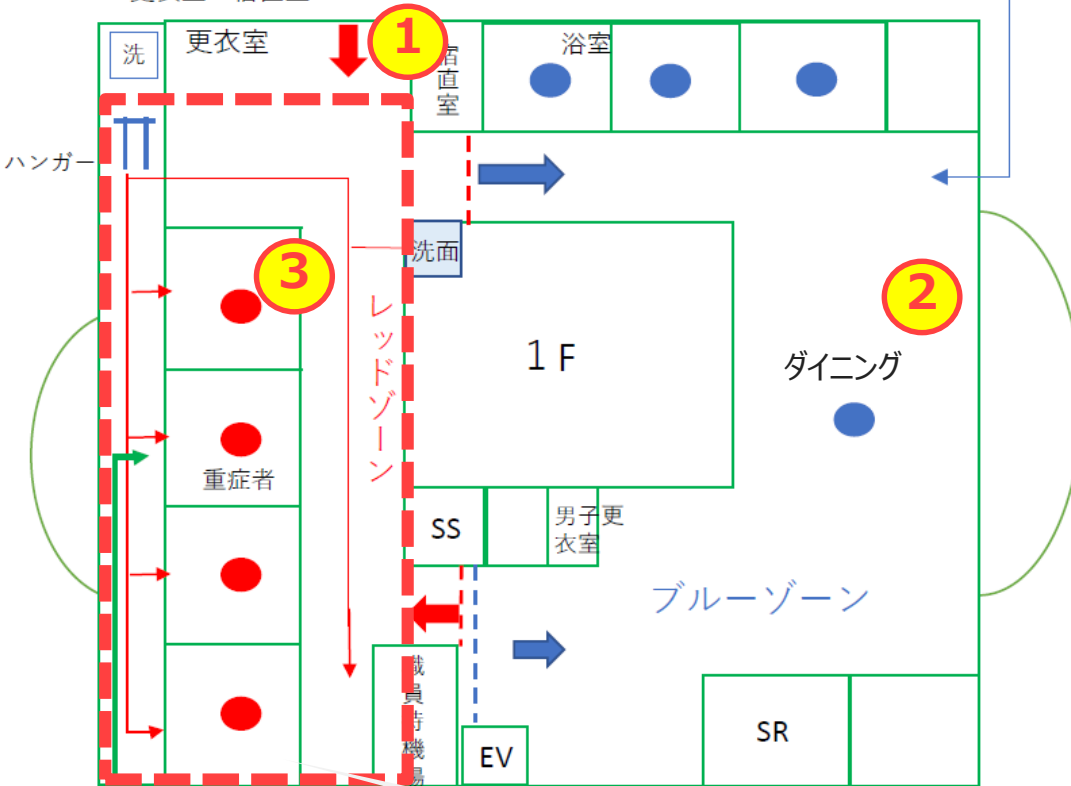 洗
更衣室
1
宿直室
浴室
ハンガー
洗面
3
2
レッドゾーン
1F
ダイニング
重症者
SS
男子更
衣室
ブルーゾーン
職員待機場
SR
EV